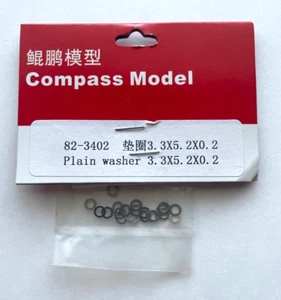 鲲鹏模型
Compass Model
82-3402 垫圈3.3X5.2X0.2
Plain washer 3.3X5.2X0.2